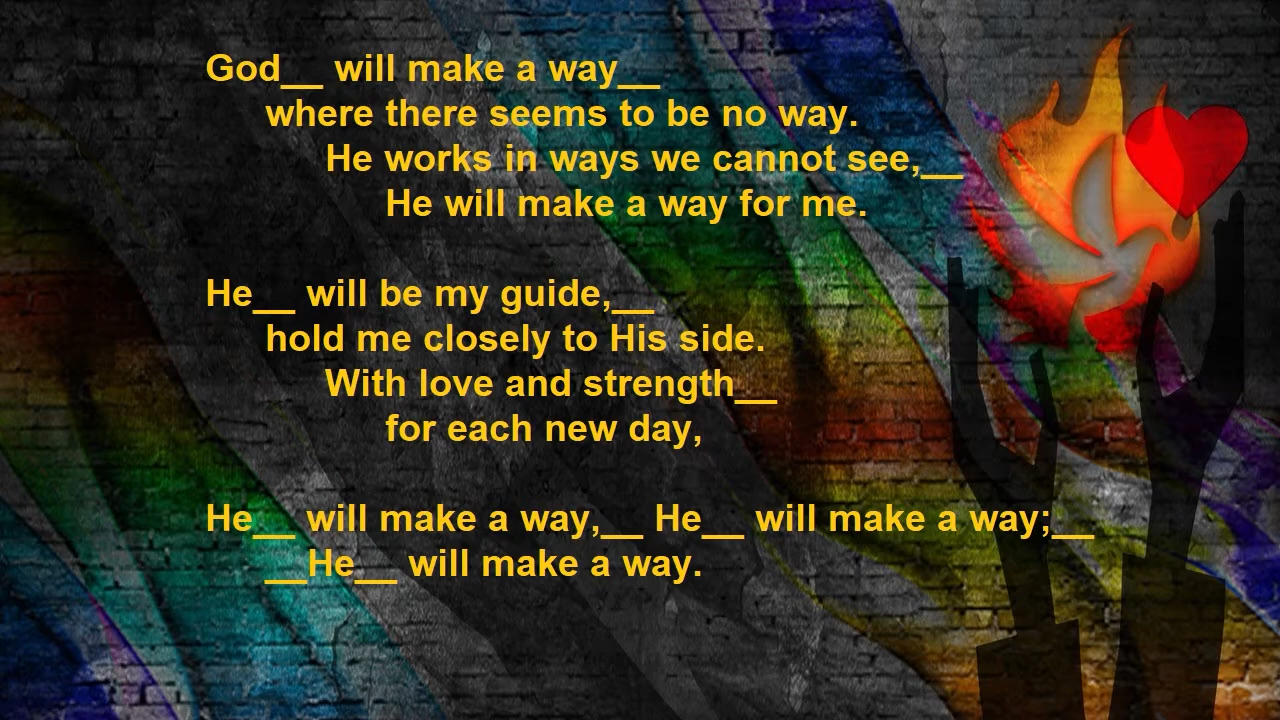 God__ will make a way__
where there seems to be no way.
He works in ways we cannot see,__
He will make a way for me.
He__ will be my guide,__
hold me closely to His side.
With love and strength__
for each new day,
He__ will make a way,__ He__ will make a way;__
__He__ will make a way.